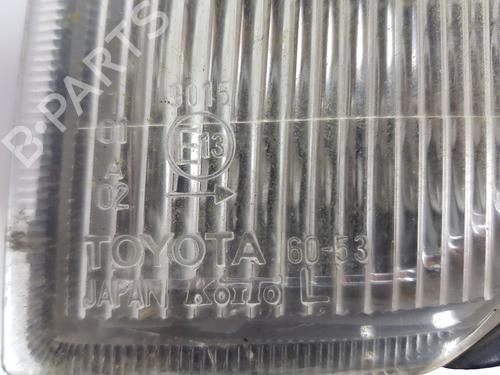 B-PARTS
3015
01
E13
A
02
TOYOTA 60-53
JAPAN KOITO L